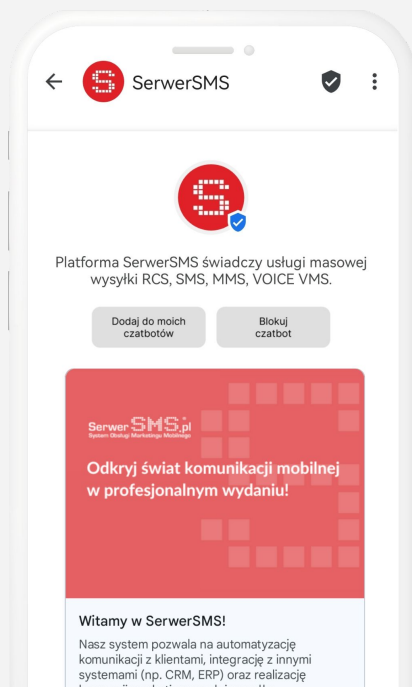 SerwerSMS
Platforma SerwerSMS świadczy usługi masowej
wysyłki RCS, SMS, MMS, VOICE VMS.
Dodaj do moich
czatbotów
Blokuj
czatbot
Serwer SMS.pl
System Obsługi Marketingu Mobilnego
Odkryj świat komunikacji mobilnej
w profesjonalnym wydaniu!
Witamy w SerwerSMS!
Nasz system pozwala na automatyzację
komunikacji z klientami, integrację z innymi
systemami (np. CRM, ERP) oraz realizację